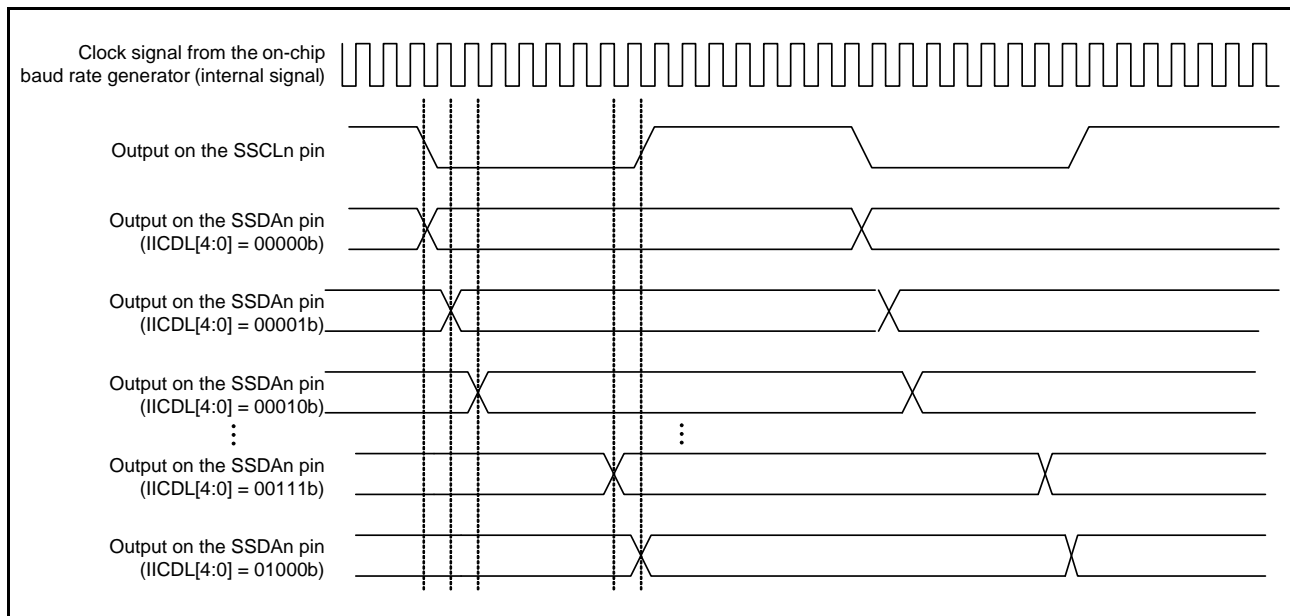 Clock signal from the on-chip
baud rate generator (internal signal)
Output on the SSCLn pin
Output on the SSDAn pin
(IICDL[4:0] = 00000b)
Output on the SSDAn pin
(IICDL[4:0] = 00001b)
Output on the SSDAn pin
(IICDL[4:0] = 00010b)
Output on the SSDAn pin
(IICDL[4:0] = 00111b)
Output on the SSDAn pin
(IICDL[4:0] = 01000b)